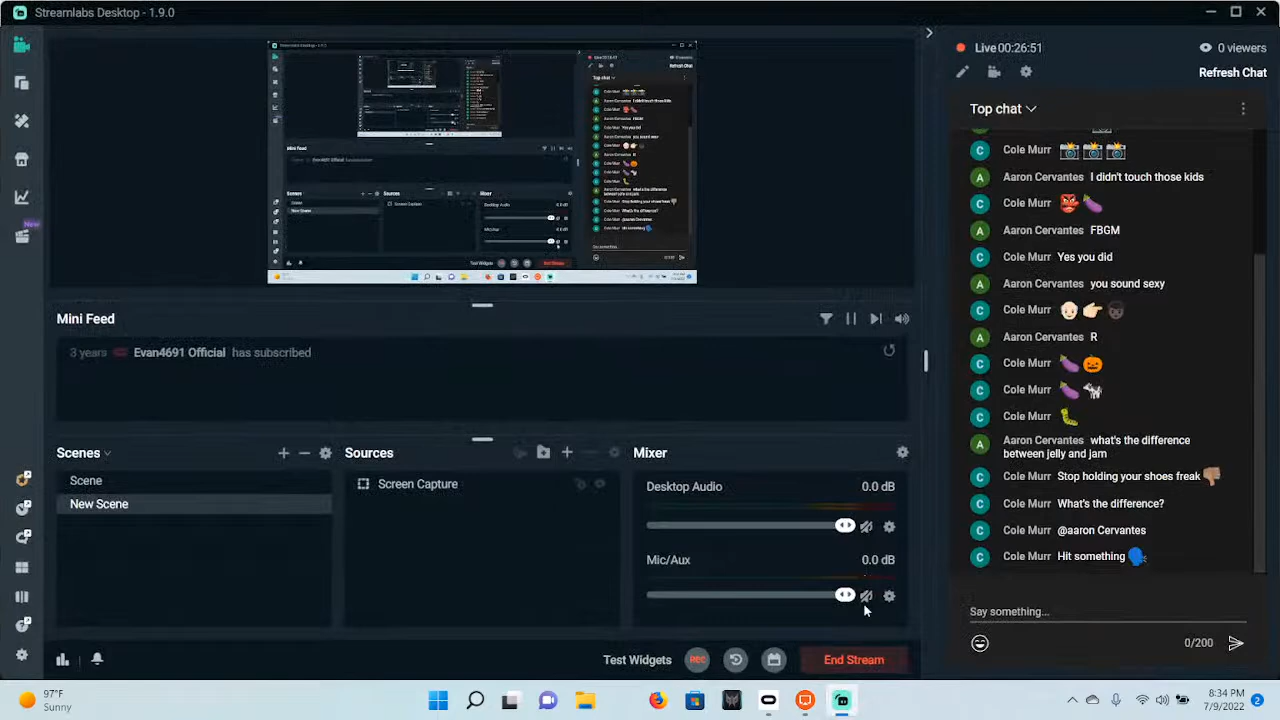 Streamlabs Desktop - 1.9.0
Live 00:26:51
0 viewers
Refresh Chat
Top chat
Cole Murr 📸📸📸
Aaron Cervantes I didn't touch those kids
Cole Murr 👺🍆
Aaron Cervantes FBGM
Cole Murr Yes you did
Aaron Cervantes you sound sexy
Cole Murr 👴🏻👉🏻👨🏿
Aaron Cervantes R
Cole Murr 🍆🎃
Cole Murr 🍆🐄
Cole Murr 🐛
Aaron Cervantes what's the difference
between jelly and jam
Cole Murr Stop holding your shoes freak 👎🏽
Cole Murr What's the difference?
Cole Murr @aaron Cervantes
Cole Murr Hit something 🗣
Say something...
0/200
Mini Feed
3 years Evan4691 Official has subscribed
Scenes
Scene
New Scene
Sources
Screen Capture
Mixer
Desktop Audio 0.0 dB
Mic/Aux 0.0 dB
Test Widgets
REC
End Stream
97°F
Sunny
8:34 PM
7/9/2022
2